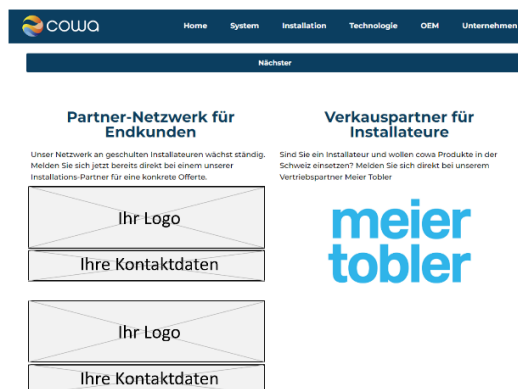 cowa
Home System Installation Technologie OEM Unternehmen
Nächster
Partner-Netzwerk für
Endkunden
Unser Netzwerk an geschulten Installateuren wächst ständig.
Melden Sie sich jetzt bereits direkt bei einem unserer
Installations-Partner für eine konkrete Offerte.
Ihr Logo
Ihre Kontaktdaten
Ihr Logo
Ihre Kontaktdaten
Verkauspartner für
Installateure
Sind Sie ein Installateur und wollen cowa Produkte in der
Schweiz einsetzen? Melden Sie sich direkt bei unserem
Vertriebspartner Meier Tobler
meier
tobler